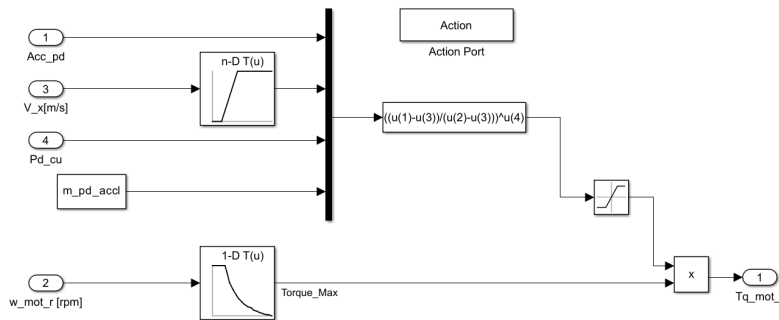 1
Acc_pd
n-D T(u)
Action
Action Port
3
V_x[m/s]
4
Pd_cu
((u(1)-u(3))/(u(2)-u(3)))^u(4)
m_pd_accl
1-D T(u)
2
w_mot_r [rpm]
Torque_Max
x
1
Tq_mot_